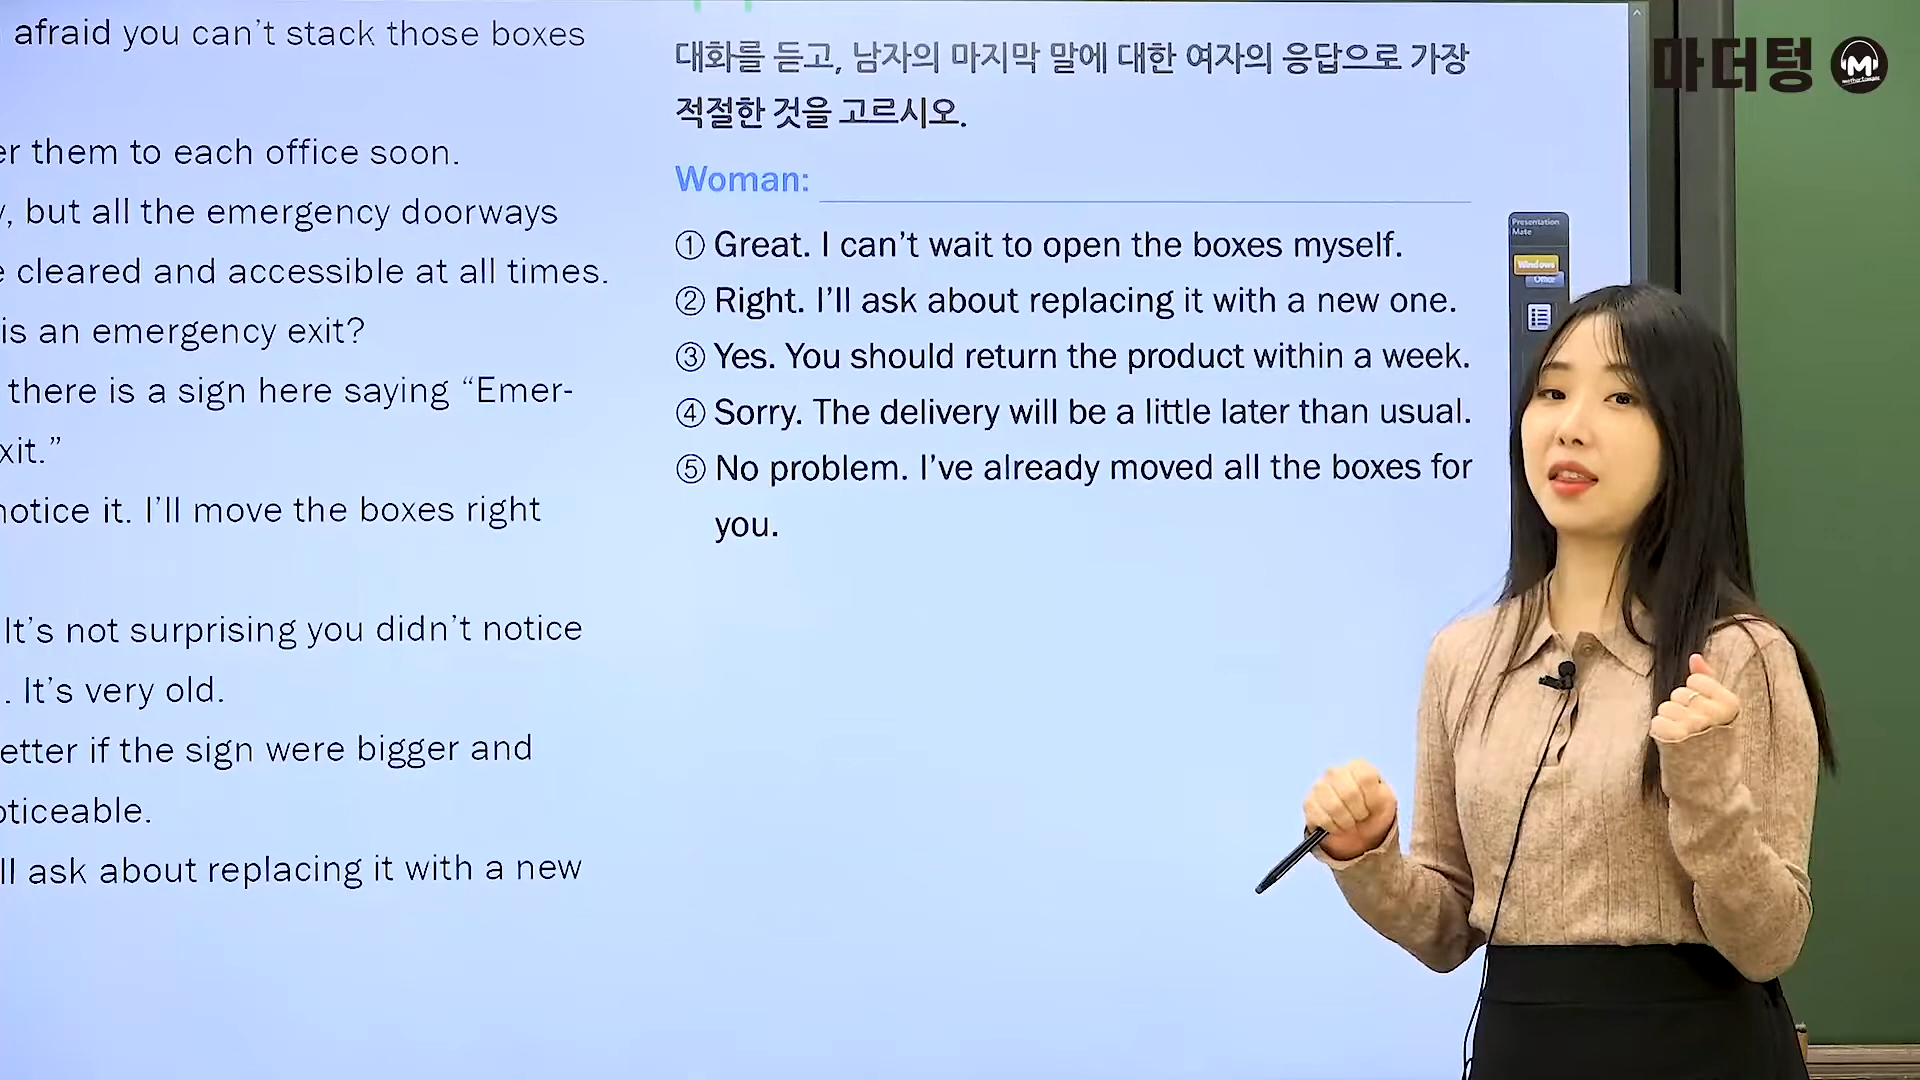 afraid you can't stack those boxes
them to each office soon.
but all the emergency doorways
cleared and accessible at all times.
is an emergency exit?
there is a sign here saying “Emer-
notice it. I'll move the boxes right
It's not surprising you didn't notice
. It's very old.
if the sign were bigger and
ask about replacing it with a new
대화를 듣고, 남자의 마지막 말에 대한 여자의 응답으로 가장
적절한 것을 고르시오.
Woman:
① Great. I can't wait to open the boxes myself.
② Right. I'll ask about replacing it with a new one.
③ Yes. You should return the product within a week.
④ Sorry. The delivery will be a little later than usual.
⑤ No problem. I've already moved all the boxes for
you.
Presentation
Mate
Windows
마더텅
M